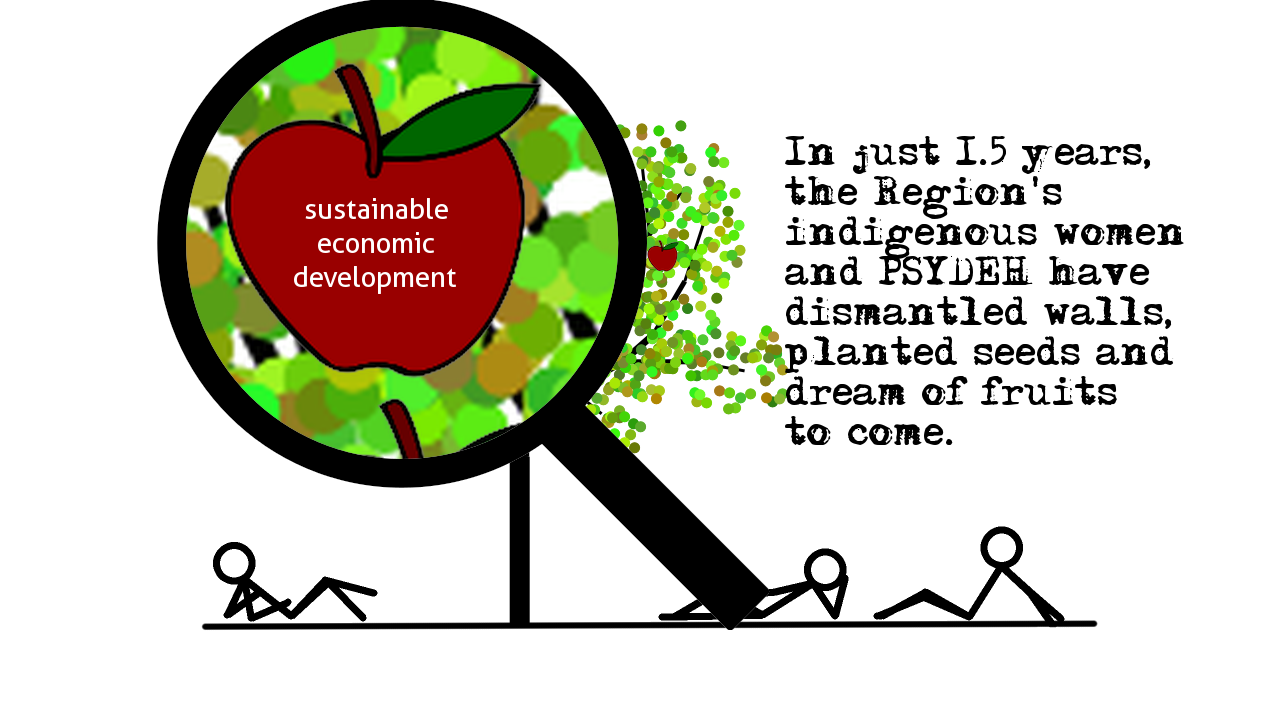 sustainable
economic
development
In just 1.5 years,
the Region's
indigenous women
and PSYDEH have
dismantled walls,
planted seeds and
dream of fruits
to come.